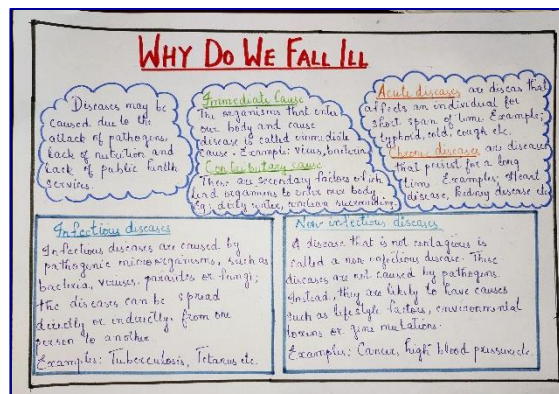 WHY DO WE FALL ILL
Diseases may be
caused due to the
attack of pathogens,
lack of nutrition and
lack of public health
services.
Immediate Cause
The organisms that enter
our body and cause
disease is called immediate
cause. Example: virus, bacteria
Contributary cause
These are secondary factors which
lead organisms to enter our body
Eg; dirty water, unclean surrounding
Acute diseases are diseas that
affects an individual for
short span of time. Example;
typhoid, cold, cough etc.
Chronic diseases are diseases
that persist for a long
time. Examples; Heart
disease, kidney disease etc
Infectious diseases
Infectious diseases are caused by
pathogenic microorganisms, such as
bacteria, viruses, parasites or fungi;
the diseases can be spread
directly or indirectly, from one
person to another.
Examples: Tuberculosis, Tetanus etc.
Non-infectious diseases
A disease that is not contagious is
called a non infectious disease. These
diseases are not caused by pathogens.
Instead, they are likely to have causes
such as lifestyle factors, environmental
toxins or gene mutations.
Examples: Cancer, high blood pressure etc.